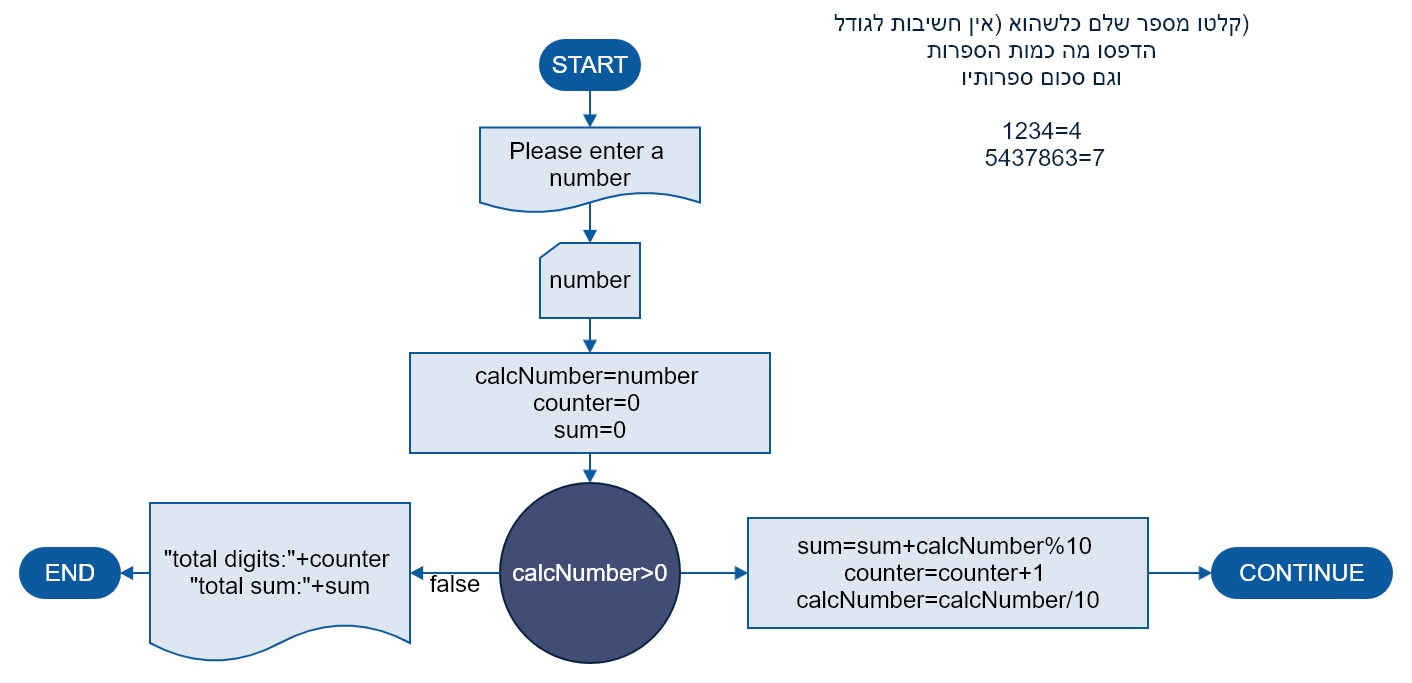 קלטו מספר שלם כלשהוא (אין חשיבות לגודל)
הדפסו מה כמות הספרות
וגם סכום ספרותיו
1234=4
5437863=7
START
Please enter a
number
number
calcNumber=number
counter=0
sum=0
calcNumber>0
false
"total digits:"+counter
"total sum:"+sum
END
sum=sum+calcNumber%10
counter=counter+1
calcNumber=calcNumber/10
CONTINUE